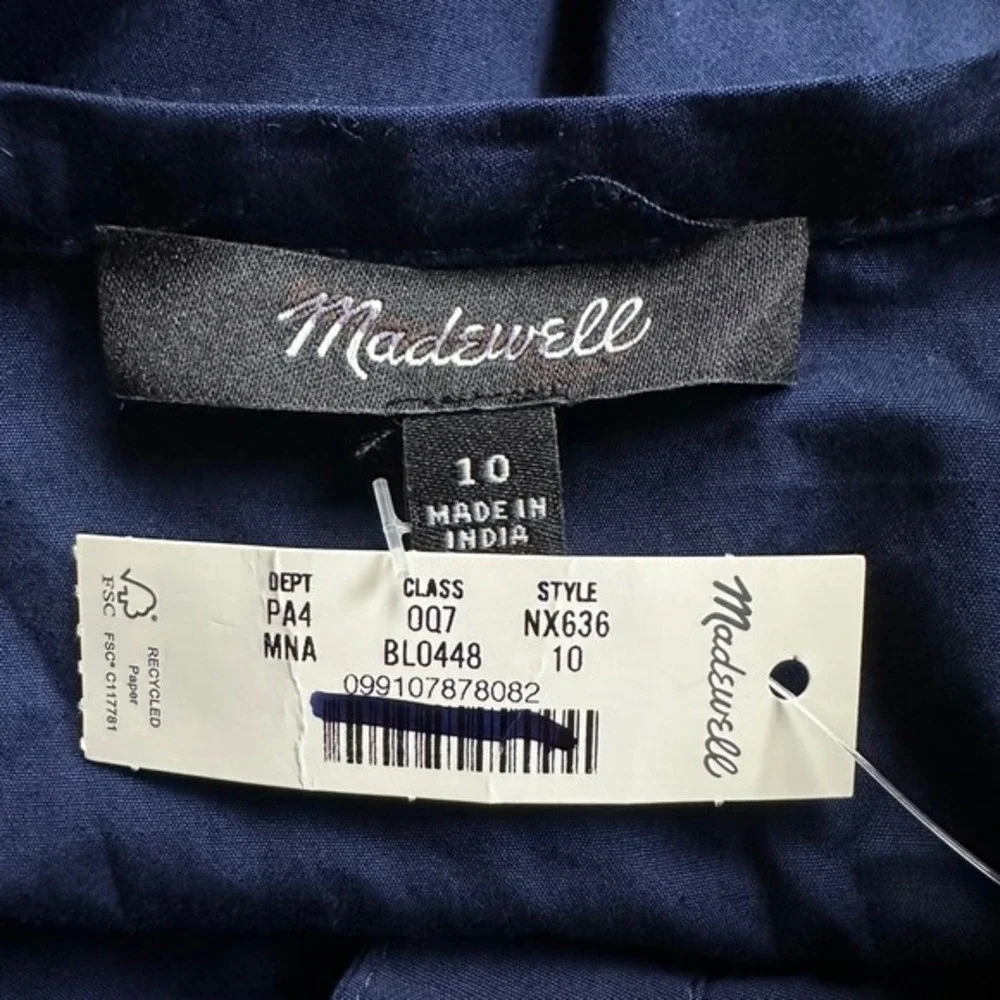 Madewell
10
MADE IN
INDIA
DEPT CLASS STYLE
PA4 0Q7 NX636
MNA BL0448 10
099107878082
FSC
FSC® C117781
RECYCLED
Paper
Madewell